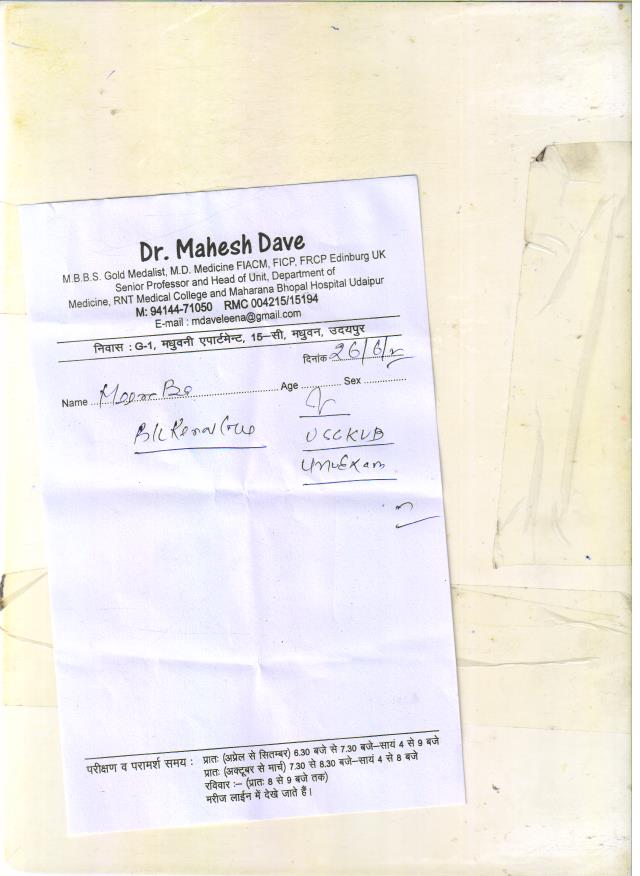 Dr. Mahesh Dave
M.B.B.S. Gold Medalist, M.D. Medicine FIACM, FICP, FRCP Edinburg UK
Senior Professor and Head of Unit, Department of
Medicine, RNT Medical College and Maharana Bhopal Hospital Udaipur
M: 94144-71050 RMC 004215/15194
E-mail : mdaveleena@gmail.com
निवास : G-1, मधुवनी एपार्टमेन्ट, 15-सी, मधुवन, उदयपुर
दिनांक 26/6/
Name Age Sex
B/L Renal
USG KUB
Exam
परीक्षण व परामर्श समय : प्रातः (अप्रेल से सितम्बर) 6.30 बजे से 7.30 बजे–सायं 4 से 9 बजे
प्रातः (अक्टूबर से मार्च) 7.30 से 8.30 बजे–सायं 4 से 8 बजे
रविवार :– (प्रातः 8 से 9 बजे तक)
मरीज लाईन में देखे जाते हैं।